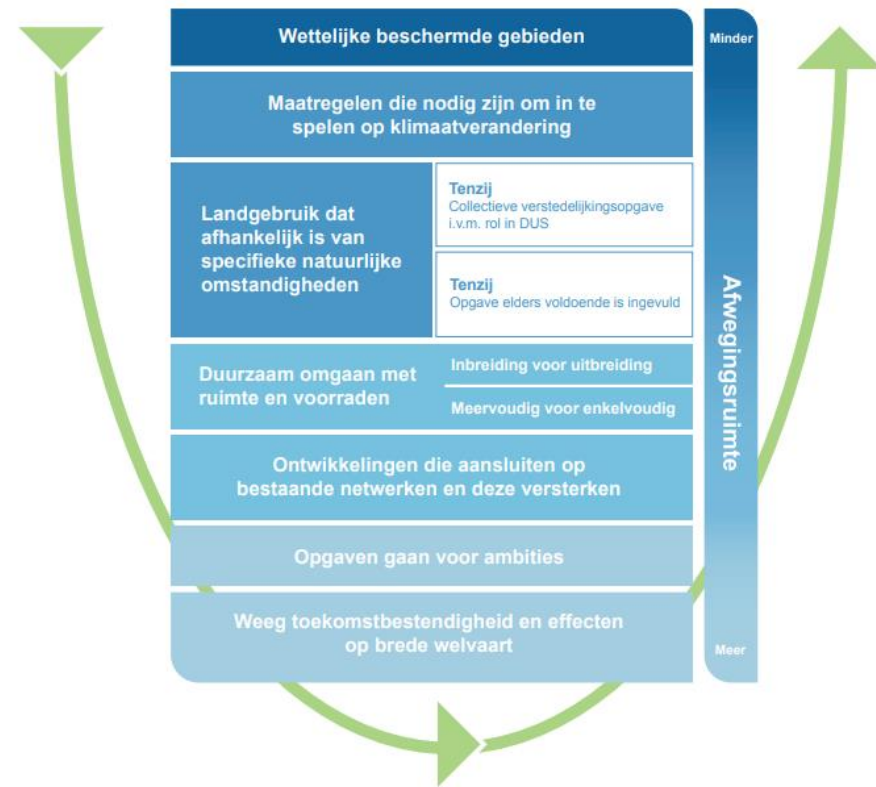 Wettelijke beschermde gebieden
Minder
Maatregelen die nodig zijn om in te
spelen op klimaatverandering
Landgebruik dat
afhankelijk is van
specifieke natuurlijke
omstandigheden
Tenzij
Collectieve verstedelijkingsopgave
i.v.m. rol in DUS
Tenzij
Opgave elders voldoende is ingevuld
Afwegingsruimte
Duurzaam omgaan met
ruimte en voorraden
Inbreiding voor uitbreiding
Meervoudig voor enkelvoudig
Ontwikkelingen die aansluiten op
bestaande netwerken en deze versterken
Opgaven gaan voor ambities
Weeg toekomstbestendigheid en effecten
op brede welvaart
Meer